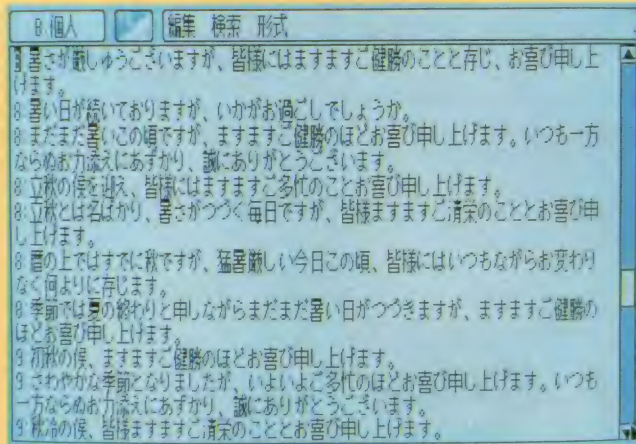 B:個人 編集 検索 形式
8:暑さが厳しゅうございますが、皆様にはますますご健勝のことと存じ、お喜び申し上
げます。
8:暑い日が続いておりますが、いかがお過ごしでしょうか。
8:まだまだ暑いこの頃ですが、ますますご健勝のほどお喜び申し上げます。いつも一方
ならぬお力添えにあずかり、誠にありがとうございます。
8:立秋の候を迎え、皆様にはますますご多忙のことお喜び申し上げます。
8:立秋とは名ばかり、暑さがつづく毎日ですが、皆様ますますご清栄のこととお喜び申
し上げます。
8:暦の上ではすでに秋ですが、猛暑厳しい今日この頃、皆様にはいつもながらお変わり
なく何よりに存じます。
8:季節では夏の終わりと申しながらまだまだ暑い日がつづきますが、ますますご健勝の
ほどお喜び申し上げます。
9:初秋の候、ますますご健勝のほどお喜び申し上げます。
9:さわやかな季節となりましたが、いよいよご多忙のほどお喜び申し上げます。いつも
一方ならぬお力添えにあずかり、誠にありがとうございます。
9:秋冷の候、皆様ますますご清栄のこととお喜び申し上げます。